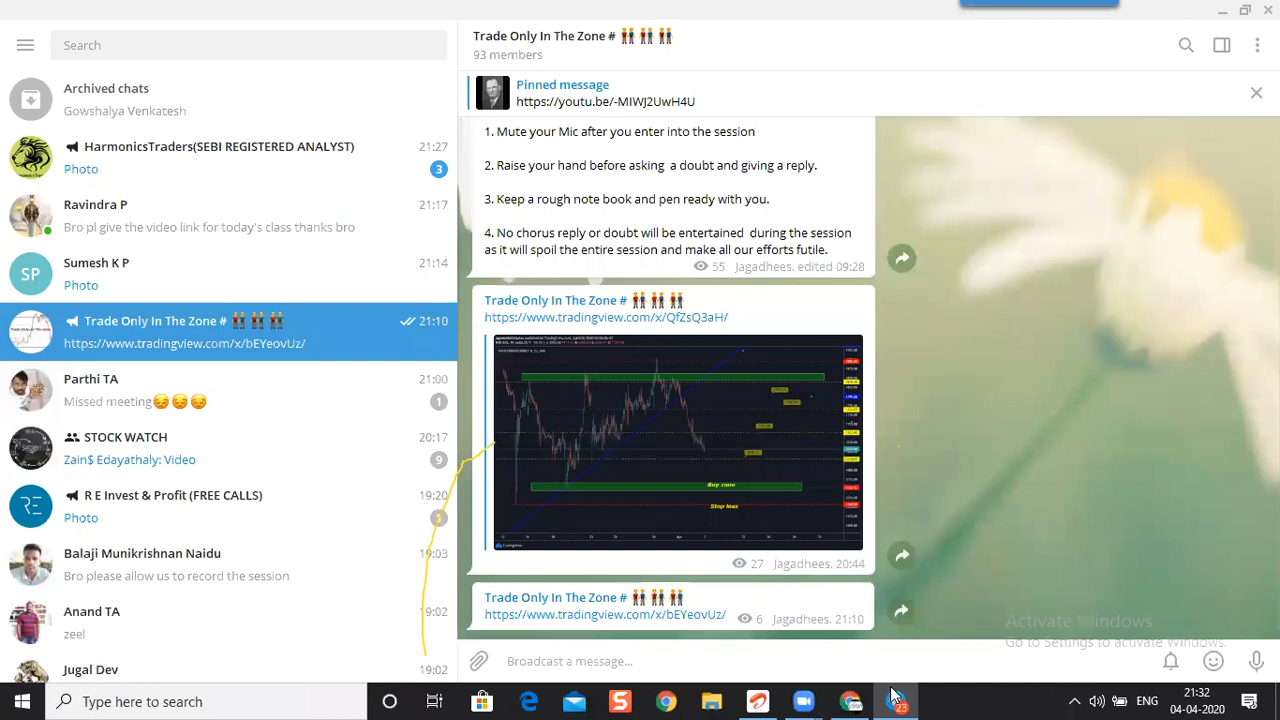 Search
Archived chats
Gowshalya Venkatesh
HarmonicsTraders(SEBI REGISTERED ANALYST) 21:27
Photo 3
Ravindra P 21:17
Bro pl give the video link for today's class thanks bro
SP
Sumesh K P 21:14
Photo
Trade Only In The Zone # 21:10
https://www.tradingview.com/x/bEYeovUz/
Parthi TA 21:00
Missed meeting 1
STOCK WATCH 20:17
Zain$ Edayathaly: Video 9
R E Invest & Profit (FREE CALLS) 19:20
Photo
Balaji Munikrishnan Naidu 19:03
Bro please allow us to record the session
Anand TA 19:02
zeel
Jugal Dev 19:02
Trade Only In The Zone #
93 members
Pinned message
https://youtu.be/-MIWJ2UwH4U
1. Mute your Mic after you enter into the session
2. Raise your hand before asking a doubt and giving a reply.
3. Keep a rough note book and pen ready with you.
4. No chorus reply or doubt will be entertained during the session
as it will spoil the entire session and make all our efforts futile.
55 Jagadhees. edited 09:28
Trade Only In The Zone #
https://www.tradingview.com/x/QfZsQ3aH/
Buy zone
Stop loss
TradingView
27 Jagadhees. 20:44
Trade Only In The Zone #
https://www.tradingview.com/x/bEYeovUz/ 6 Jagadhees. 21:10
Activate Windows
Go to Settings to activate Windows.
Broadcast a message...
Type here to search
23
ENG
21:32
04-04-2020